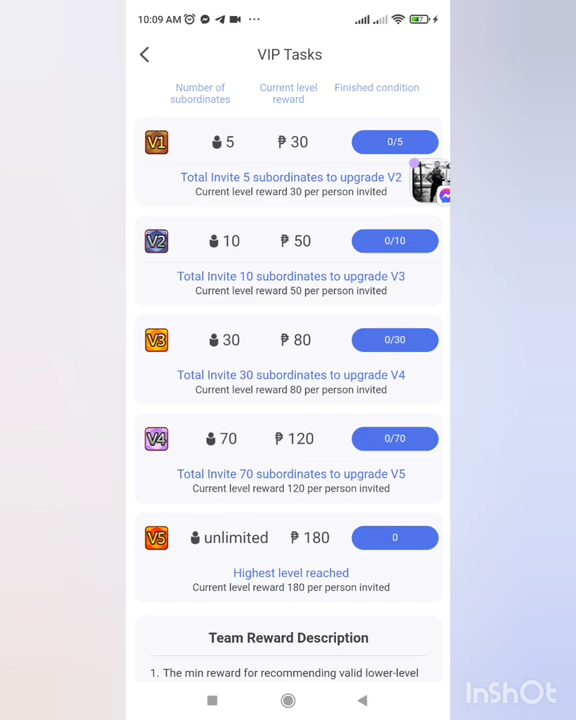 10:09 AM
47
VIP Tasks
Number of subordinates
Current level reward
Finished condition
V1 5 ₱ 30 0/5
Total Invite 5 subordinates to upgrade V2
Current level reward 30 per person invited
V2 10 ₱ 50 0/10
Total Invite 10 subordinates to upgrade V3
Current level reward 50 per person invited
V3 30 ₱ 80 0/30
Total Invite 30 subordinates to upgrade V4
Current level reward 80 per person invited
V4 70 ₱ 120 0/70
Total Invite 70 subordinates to upgrade V5
Current level reward 120 per person invited
V5 unlimited ₱ 180 0
Highest level reached
Current level reward 180 per person invited
Team Reward Description
1. The min reward for recommending valid lower-level
InShOt